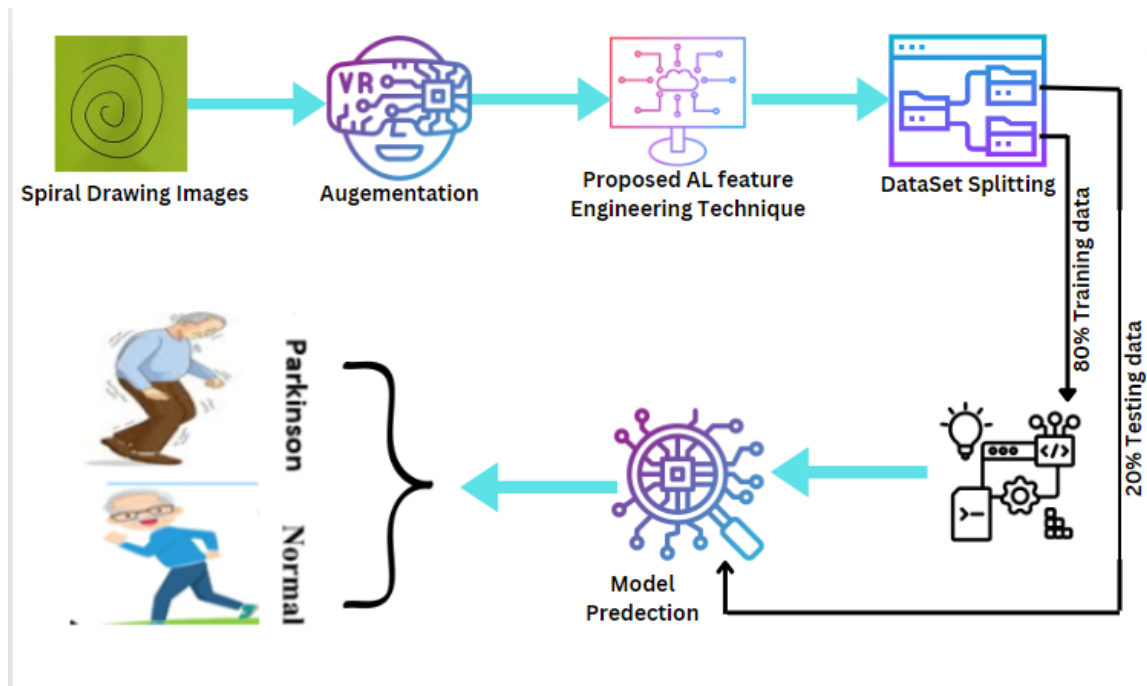 VR
Spiral Drawing Images
Augementation
Proposed AL feature
Engineering Technique
DataSet Splitting
80% Training data
20% Testing data
Parkinson
Normal
Model
Predection